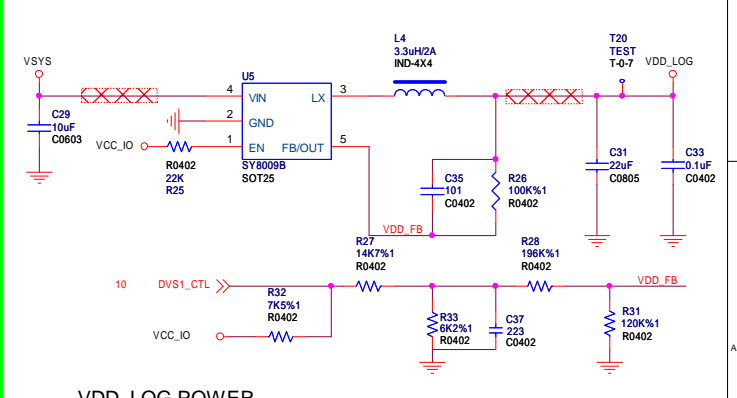 L4
3.3uH/2A
IND-4X4
T20
TEST
T-0-7
VSYS
VDD_LOG
U5
4
VIN
LX
3
2
GND
1
EN
FB/OUT
5
SY8009B
SOT25
C29
10uF
C0603
VCC_IO
R0402
22K
R25
C35
101
C0402
R26
100K%1
R0402
C31
22uF
C0805
C33
0.1uF
C0402
VDD_FB
R27
14K7%1
R0402
R28
196K%1
R0402
10
DVS1_CTL
VDD_FB
R32
7K5%1
R0402
VCC_IO
R33
6K2%1
R0402
C37
223
C0402
R31
120K%1
R0402
A
VDD_LOG POWER